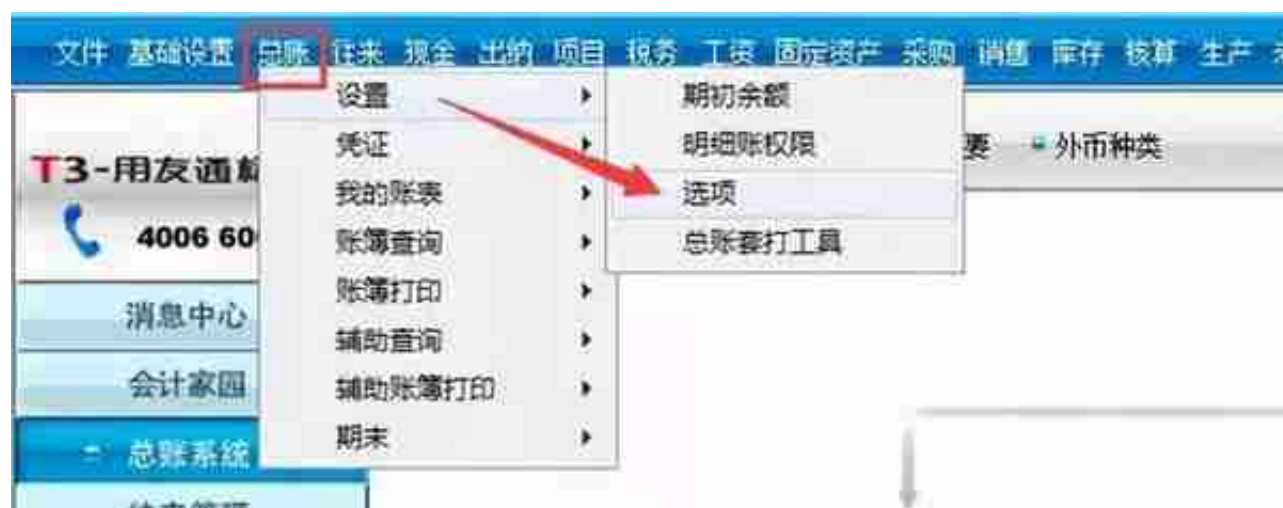 文件 基础设置 总账 往来 现金 出纳 项目 税务 工资 固定资产 采购 销售 库存 核算 生产
设置 期初余额
凭证 明细账权限 要 外币种类
T3-用友通标
我的账表 选项
4006 60
账簿查询 总账套打工具
账簿打印
消息中心
辅助查询
会计家园 辅助账簿打印
总账系统 期末